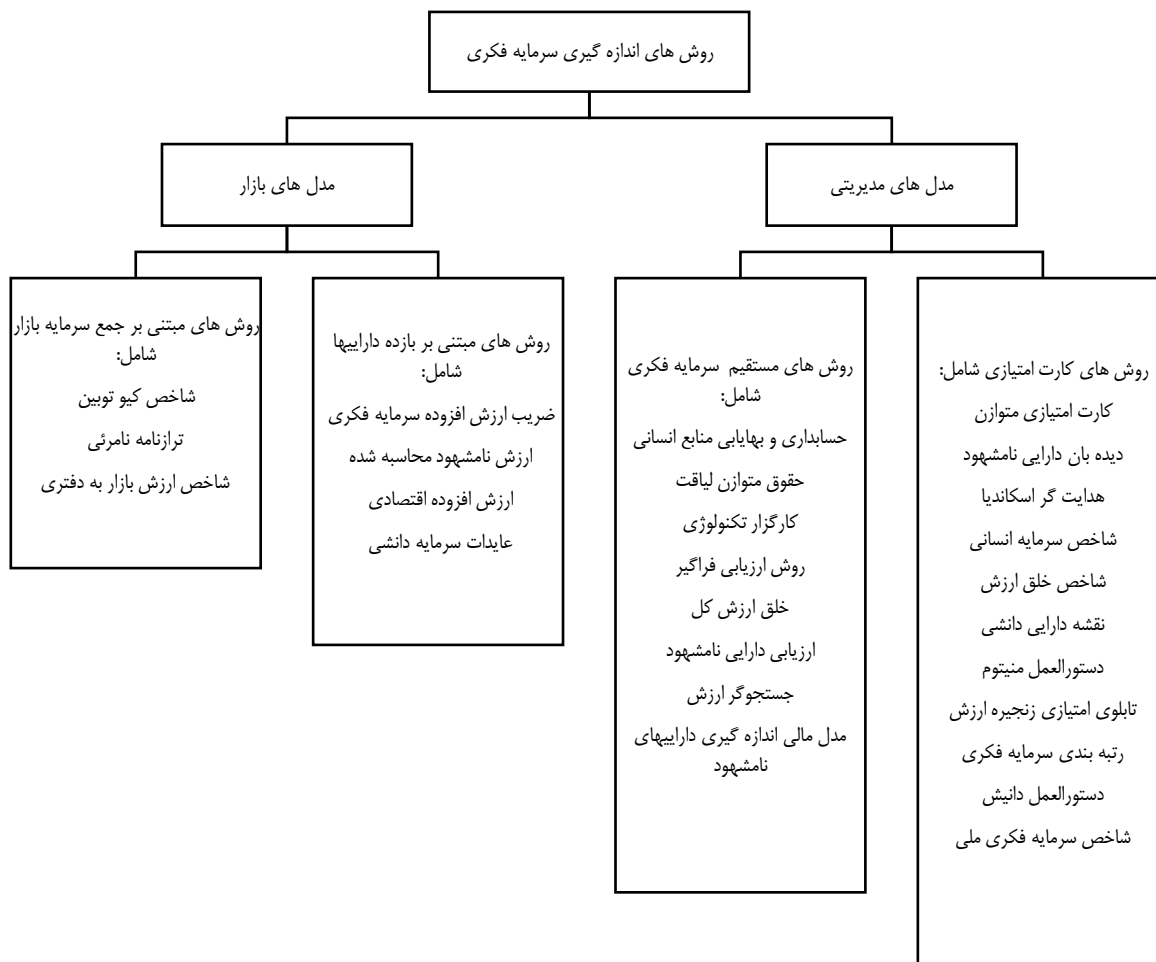 روش های اندازه گیری سرمایه فکری
مدل های مدیریتی
مدل های بازار
روش های کارت امتیازی شامل:
کارت امتیازی متوازن
دیده بان دارایی نامشهود
هدایت گر اسکاندیا
شاخص سرمایه انسانی
شاخص خلق ارزش
نقشه دارایی دانشی
دستورالعمل منیتوم
تابلوی امتیازی زنجیره ارزش
رتبه بندی سرمایه فکری
دستورالعمل دانیش
شاخص سرمایه فکری ملی
روش های مستقیم سرمایه فکری
شامل:
حسابداری و بهایابی منابع انسانی
حقوق متوازن لیاقت
کارگزار تکنولوژی
روش ارزیابی فراگیر
خلق ارزش کل
ارزیابی دارایی نامشهود
جستجوگر ارزش
مدل مالی اندازه گیری داراییهای
نامشهود
روش های مبتنی بر بازده داراییها
شامل:
ضریب ارزش افزوده سرمایه فکری
ارزش نامشهود محاسبه شده
ارزش افزوده اقتصادی
عایدات سرمایه دانشی
روش های مبتنی بر جمع سرمایه بازار
شامل:
شاخص کیو توبین
ترازنامه نامرئی
شاخص ارزش بازار به دفتری